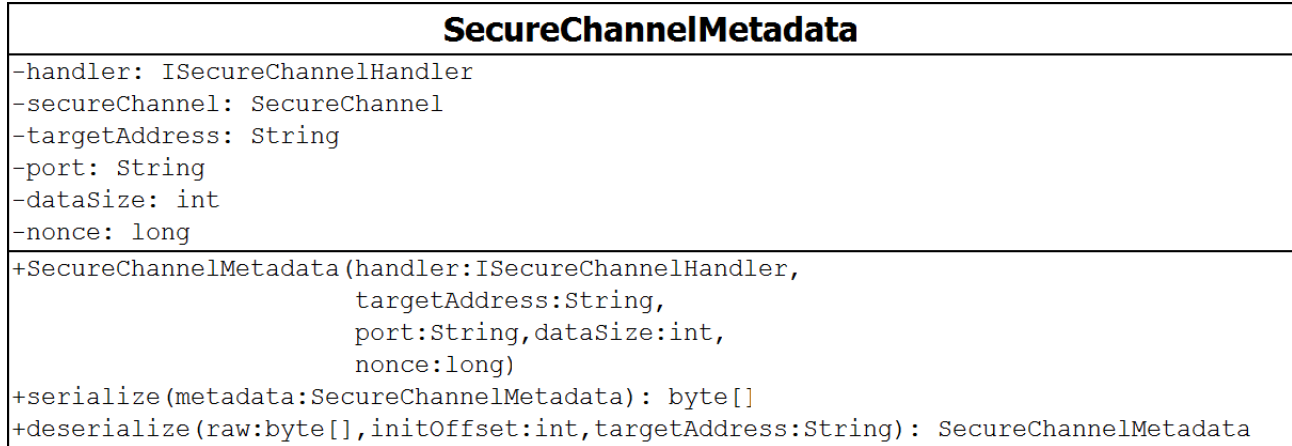 SecureChannelMetadata
-handler: ISecureChannelHandler
-secureChannel: SecureChannel
-targetAddress: String
-port: String
-dataSize: int
-nonce: long
+SecureChannelMetadata(handler:ISecureChannelHandler,
targetAddress:String,
port:String,dataSize:int,
nonce:long)
+serialize(metadata:SecureChannelMetadata): byte[]
+deserialize(raw:byte[],initOffset:int,targetAddress:String): SecureChannelMetadata